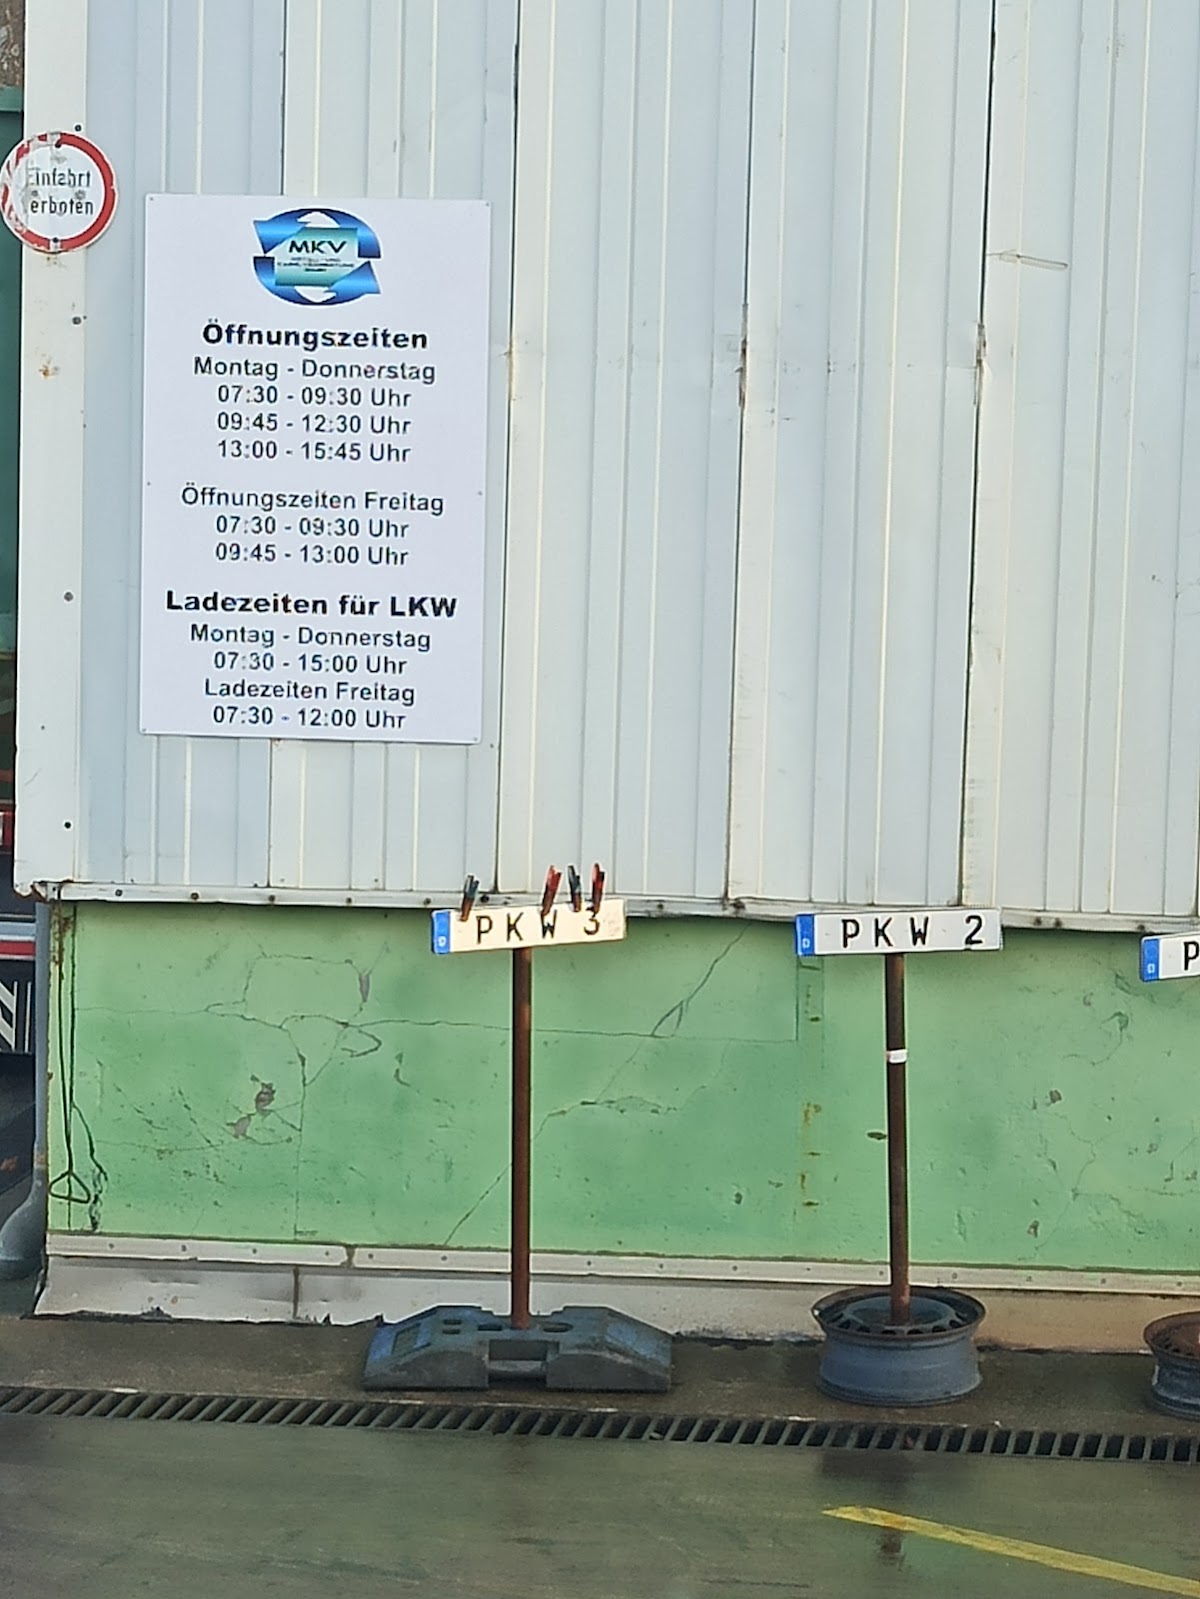 Einfahrt
erboten
MKV
Öffnungszeiten
Montag - Donnerstag
07:30 - 09:30 Uhr
09:45 - 12:30 Uhr
13:00 - 15:45 Uhr
Öffnungszeiten Freitag
07:30 - 09:30 Uhr
09:45 - 13:00 Uhr
Ladezeiten für LKW
Montag - Donnerstag
07:30 - 15:00 Uhr
Ladezeiten Freitag
07:30 - 12:00 Uhr
D PKW 3
D PKW 2
P